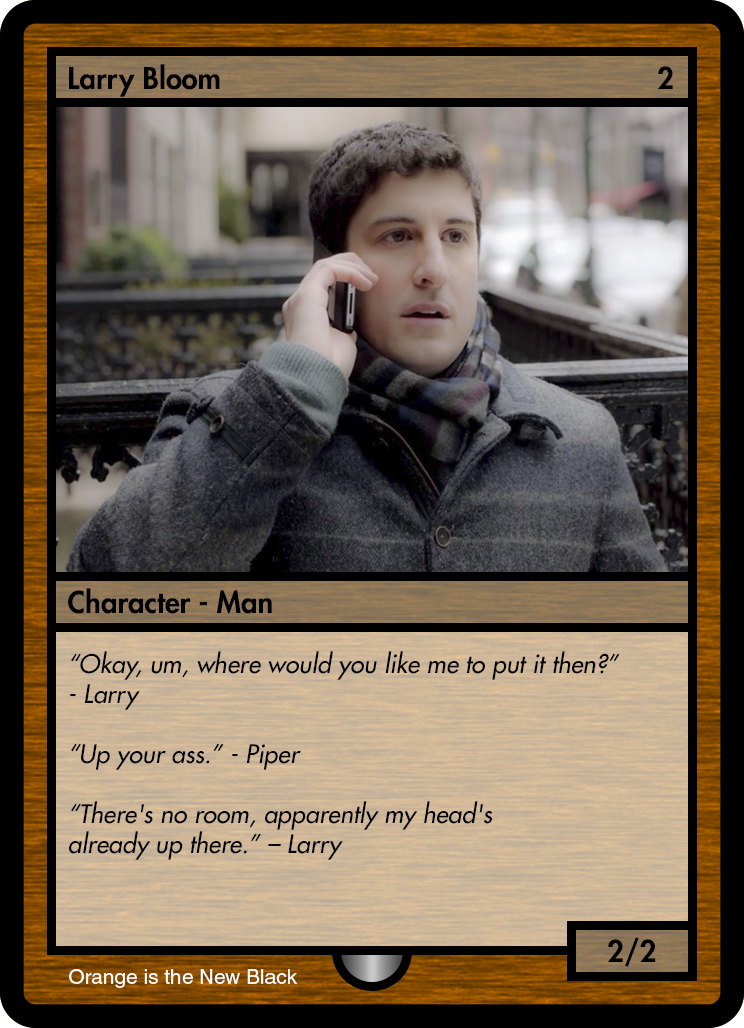 Larry Bloom 2
Character - Man
“Okay, um, where would you like me to put it then?”
- Larry
“Up your ass.” - Piper
“There's no room, apparently my head's
already up there.” – Larry
2/2
Orange is the New Black